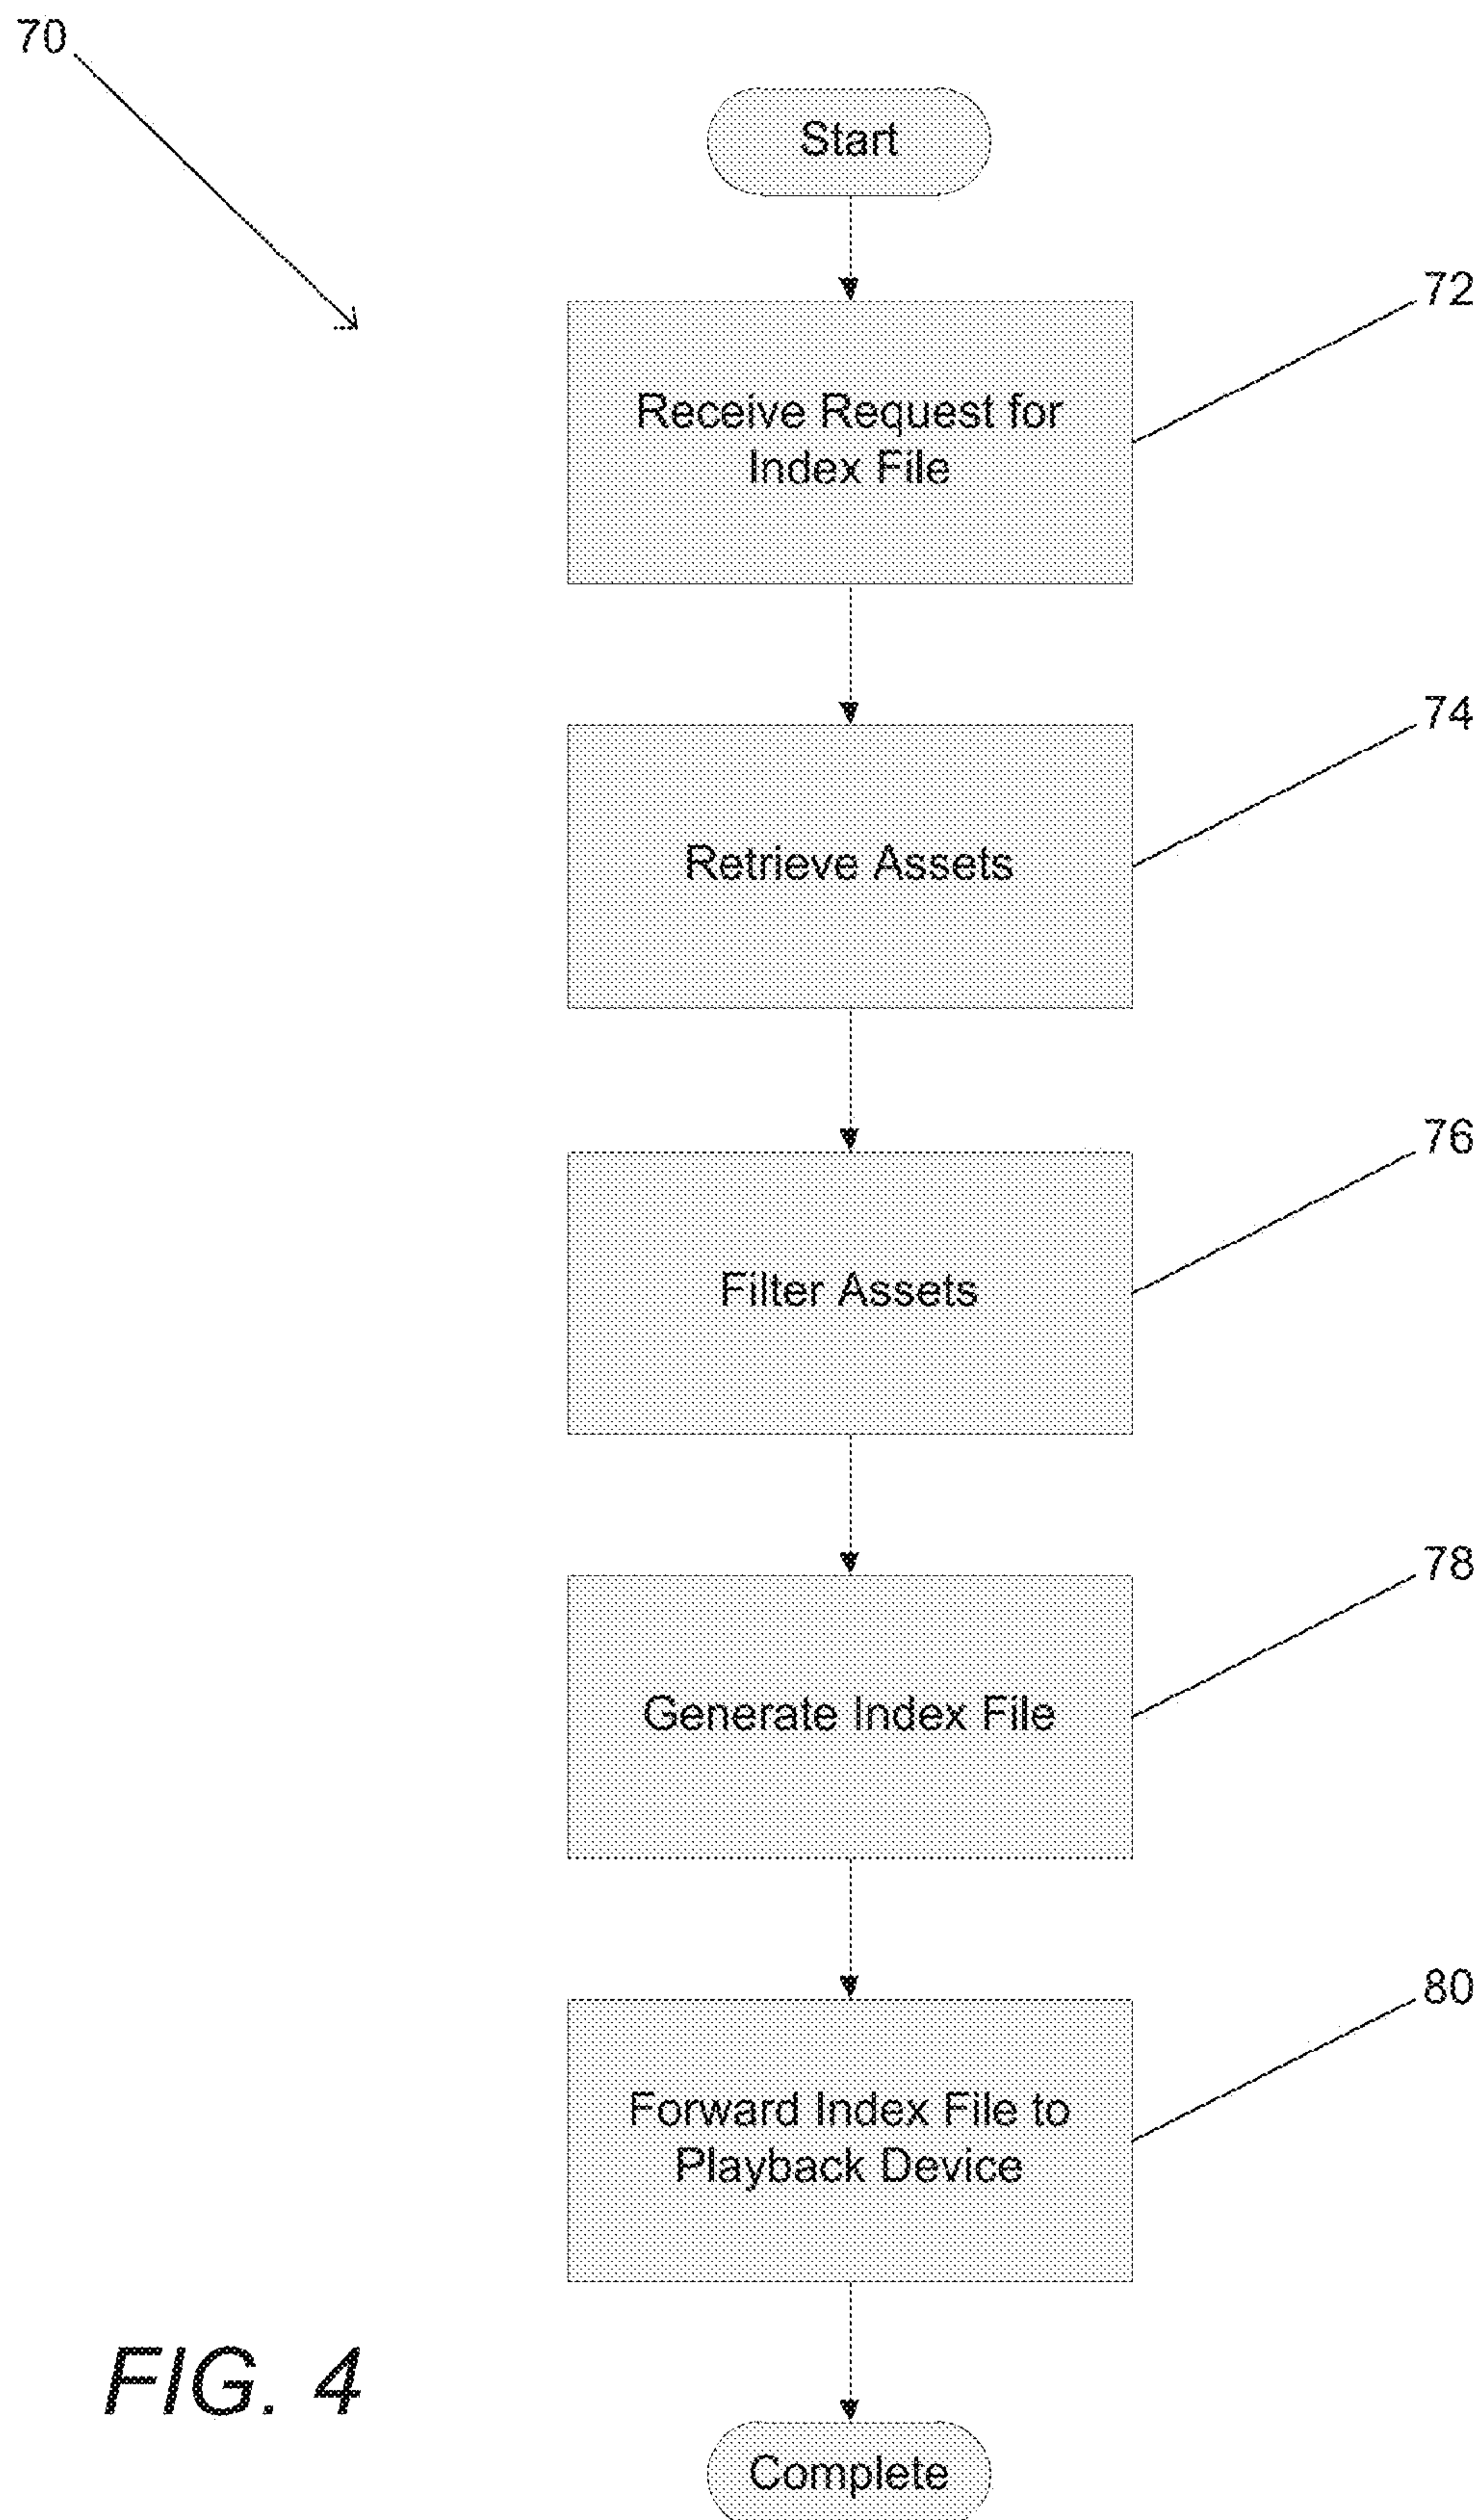 70
Start
72
Receive Request for
Index File
74
Retrieve Assets
76
Filter Assets
78
Generate Index File
80
Forward Index File to
Playback Device
FIG. 4
Complete